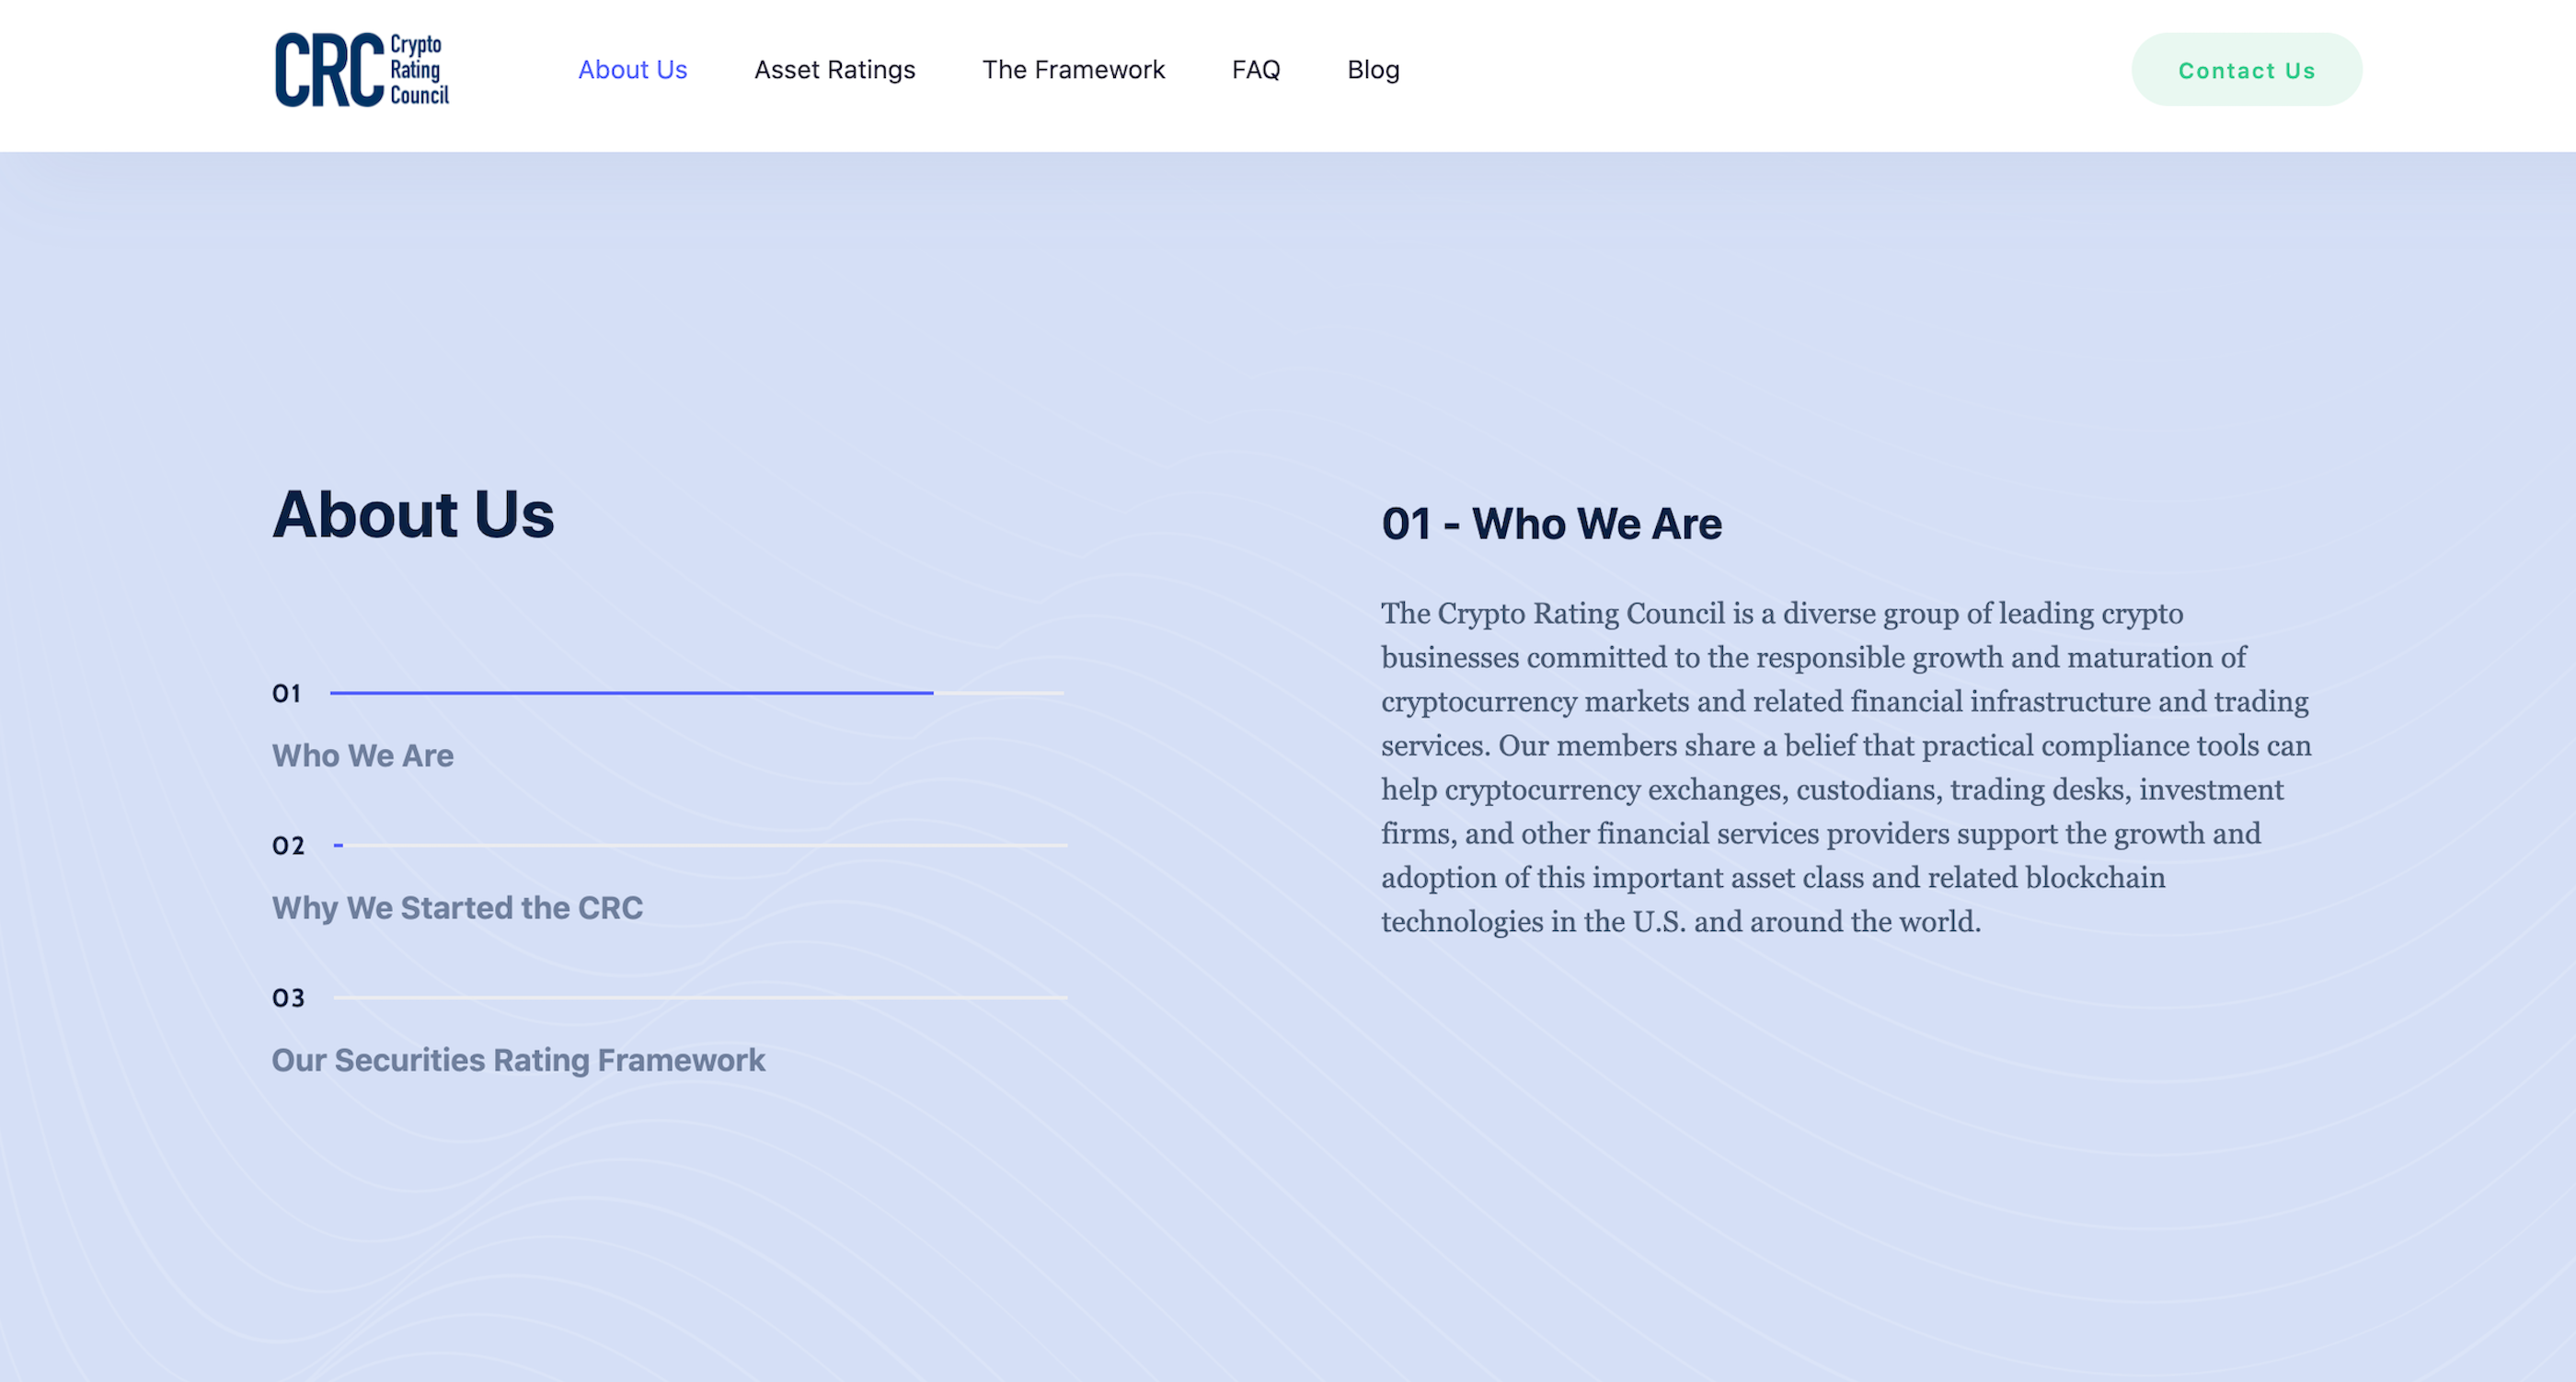 CRC
Crypto
Rating
Council
About Us
Asset Ratings
The Framework
FAQ
Blog
Contact Us
About Us
01
Who We Are
02
Why We Started the CRC
03
Our Securities Rating Framework
01 - Who We Are
The Crypto Rating Council is a diverse group of leading crypto
businesses committed to the responsible growth and maturation of
cryptocurrency markets and related financial infrastructure and trading
services. Our members share a belief that practical compliance tools can
help cryptocurrency exchanges, custodians, trading desks, investment
firms, and other financial services providers support the growth and
adoption of this important asset class and related blockchain
technologies in the U.S. and around the world.